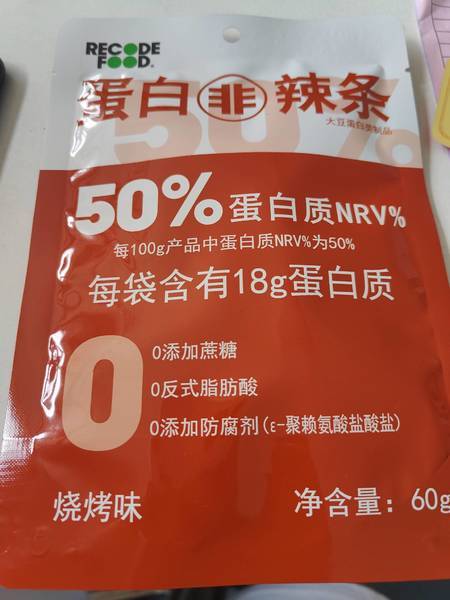 RECODE
FOOD®
蛋白 非 辣条
50%
大豆蛋白类制品
50%蛋白质NRV%
每100g产品中蛋白质NRV%为50%
每袋含有18g蛋白质
0
0添加蔗糖
0反式脂肪酸
0添加防腐剂(ε-聚赖氨酸盐酸盐)
烧烤味
净含量：60g